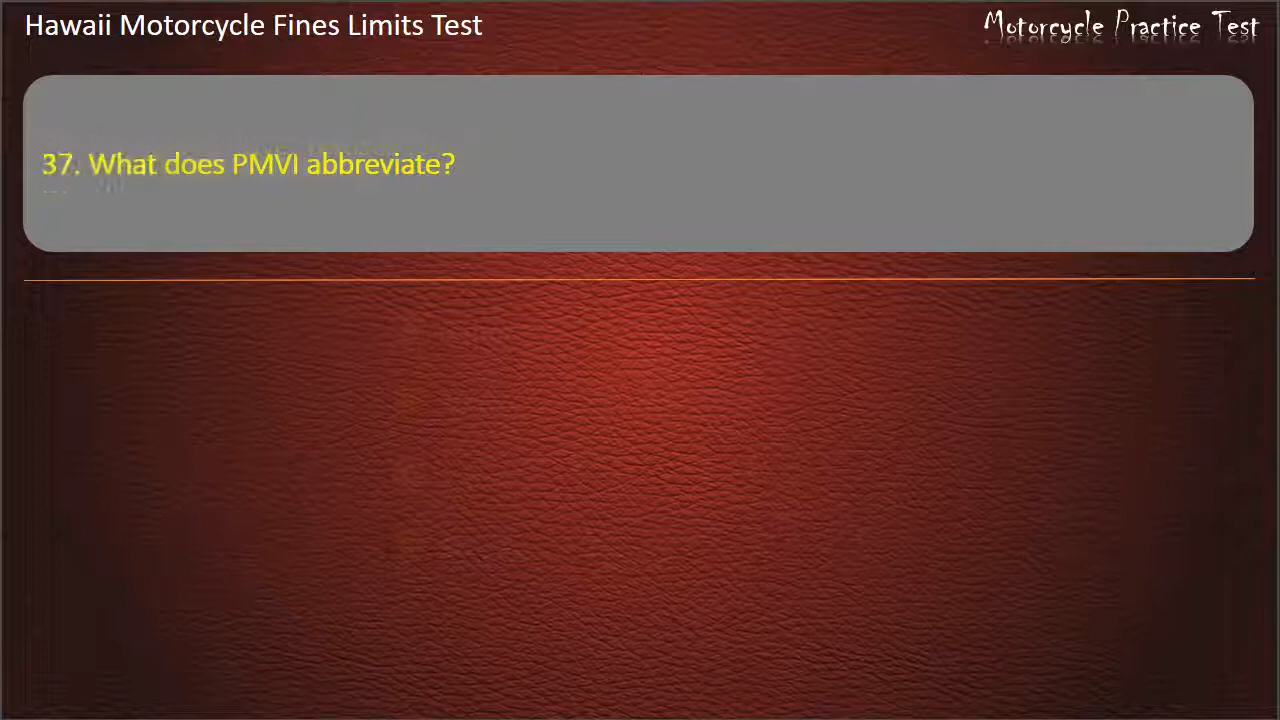 Hawaii Motorcycle Fines Limits Test
Motorcycle Practice Test
37. What does PMVI abbreviate?